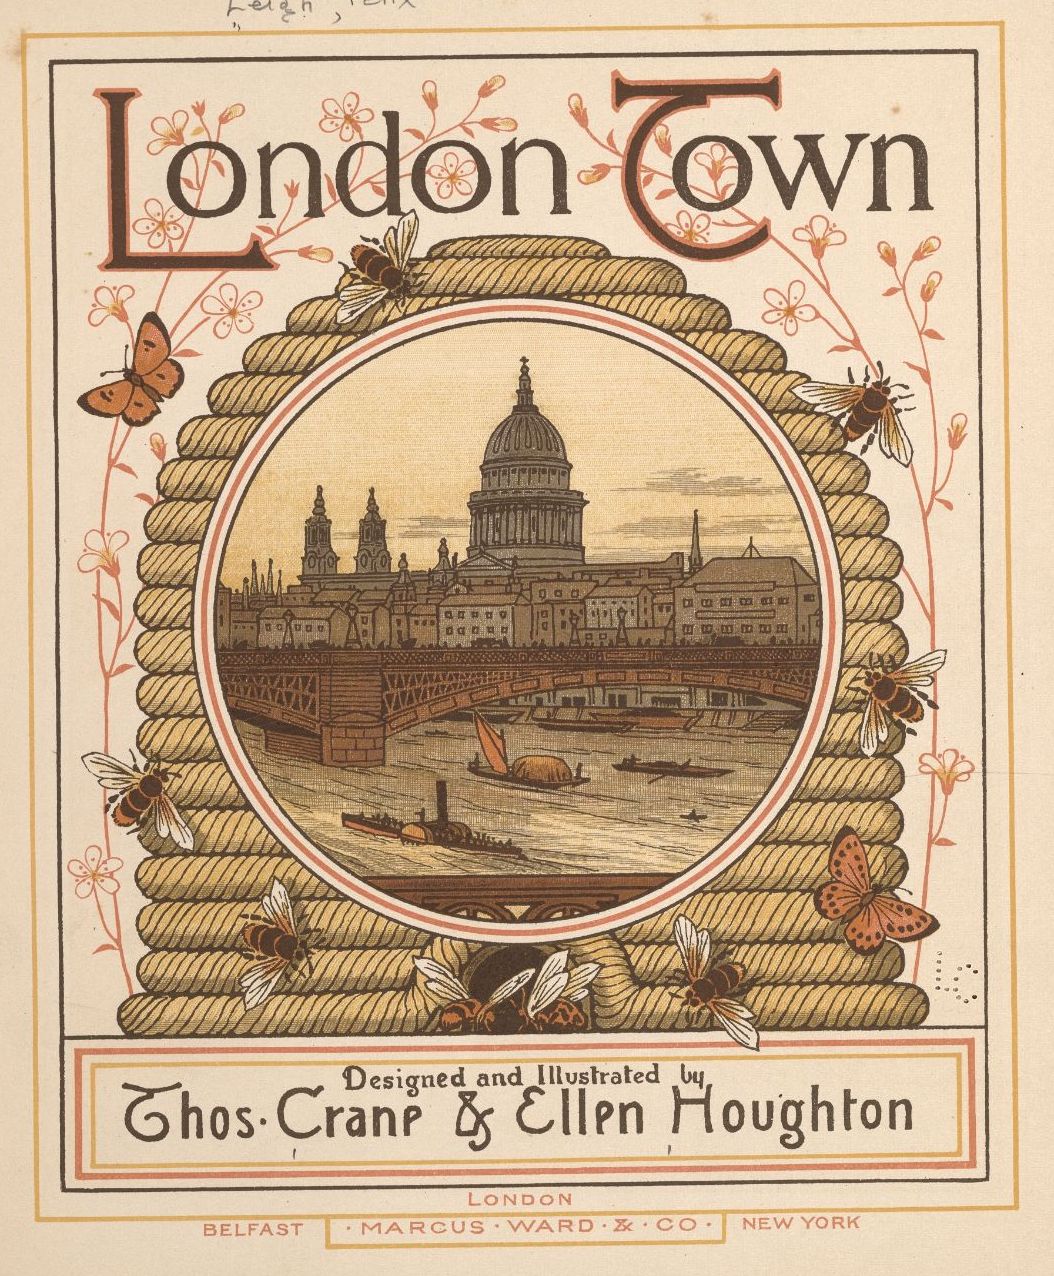 London Town
Designed and Illustrated by
Thos. Crane & Ellen Houghton
LONDON
BELFAST · MARCUS · WARD · & · CO · NEW YORK